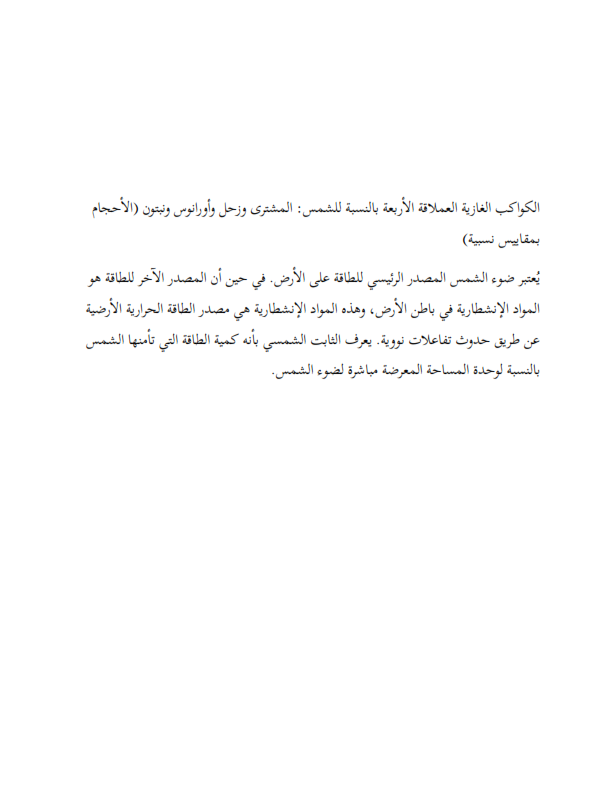 الكواكب الغازية العملاقة الأربعة بالنسبة للشمس: المشترى وزحل وأورانوس ونبتون (الأحجام
بمقاييس نسبية)
يُعتبر ضوء الشمس المصدر الرئيسي للطاقة على الأرض. في حين أن المصدر الآخر للطاقة هو
المواد الإنشطارية في باطن الأرض، وهذه المواد الإنشطارية هي مصدر الطاقة الحرارية الأرضية
عن طريق حدوث تفاعلات نووية. يعرف الثابت الشمسي بأنه كمية الطاقة التي تأمنها الشمس
بالنسبة لوحدة المساحة المعرضة مباشرة لضوء الشمس.